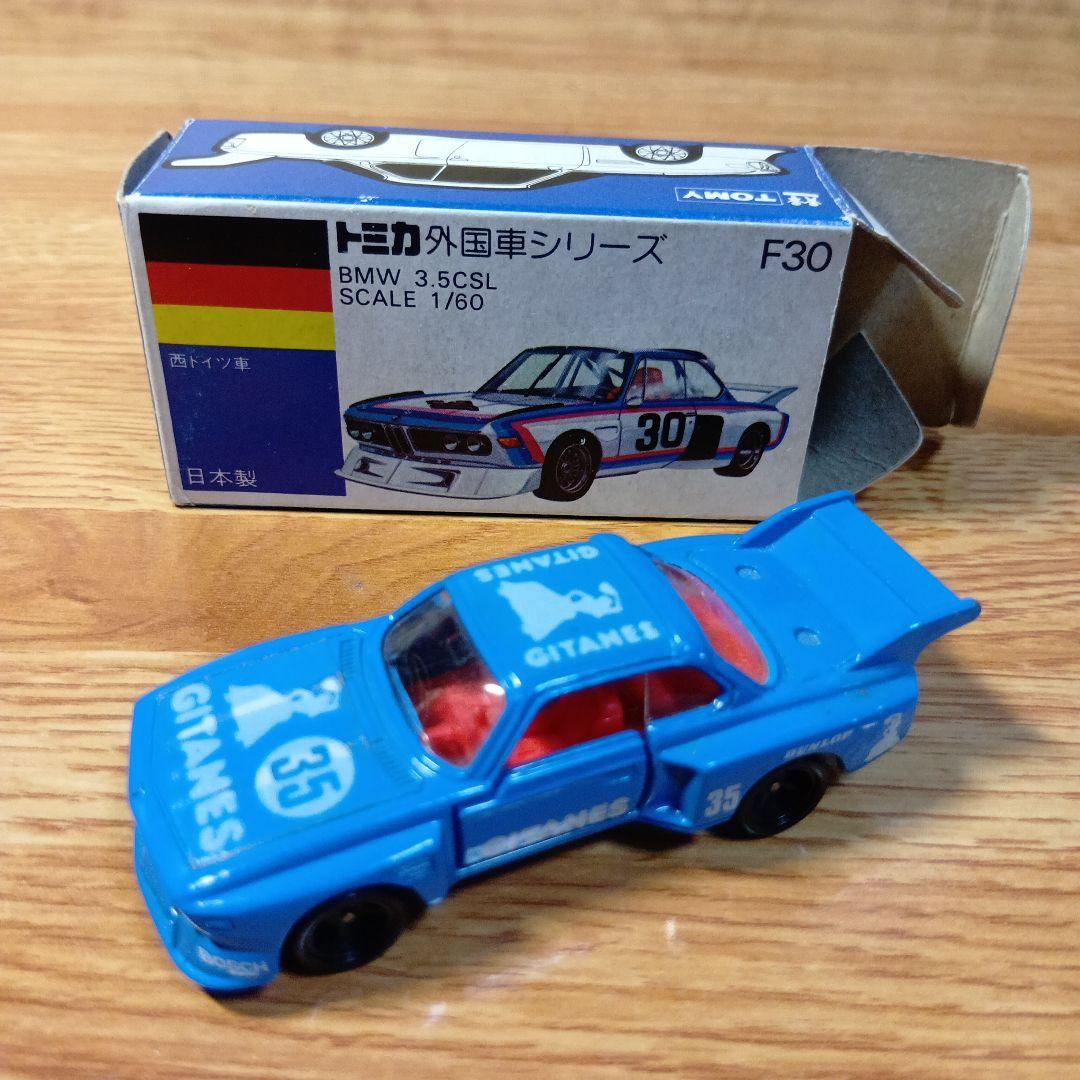 TOMY
トミカ外国車シリーズ
F30
BMW 3.5CSL
SCALE 1/60
西ドイツ車
30
日本製
GITANES
GITANES
GITANES
35
GITANES
35
DUNLOP
BOSCH